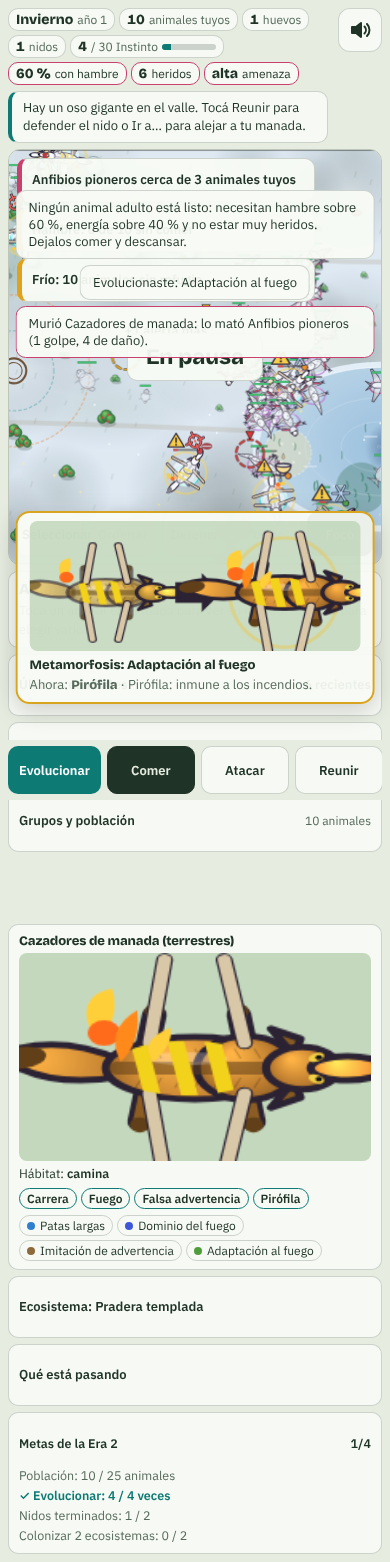 Invierno año 1 10 animales tuyos 1 huevos
1 nidos 4 / 30 Instinto
60 % con hambre 6 heridos alta amenaza
Hay un oso gigante en el valle. Tocá Reunir para
defender el nido o Ir a... para alejar a tu manada.
Anfibios pioneros cerca de 3 animales tuyos
Ningún animal adulto está listo: necesitan hambre sobre
60 %, energía sobre 40 % y no estar muy heridos.
Dejalos comer y descansar.
Frío: 10
Evolucionaste: Adaptación al fuego
Murió Cazadores de manada: lo mató Anfibios pioneros
(1 golpe, 4 de daño).
En pausa
Metamorfosis: Adaptación al fuego
Ahora: Pirófila · Pirófila: inmune a los incendios.
recientes
Evolucionar Comer Atacar Reunir
Grupos y población 10 animales
Cazadores de manada (terrestres)
Hábitat: camina
Carrera Fuego Falsa advertencia Pirófila
Patas largas Dominio del fuego
Imitación de advertencia Adaptación al fuego
Ecosistema: Pradera templada
Qué está pasando
Metas de la Era 2 1/4
Población: 10 / 25 animales
✓ Evolucionar: 4 / 4 veces
Nidos terminados: 1 / 2
Colonizar 2 ecosistemas: 0 / 2